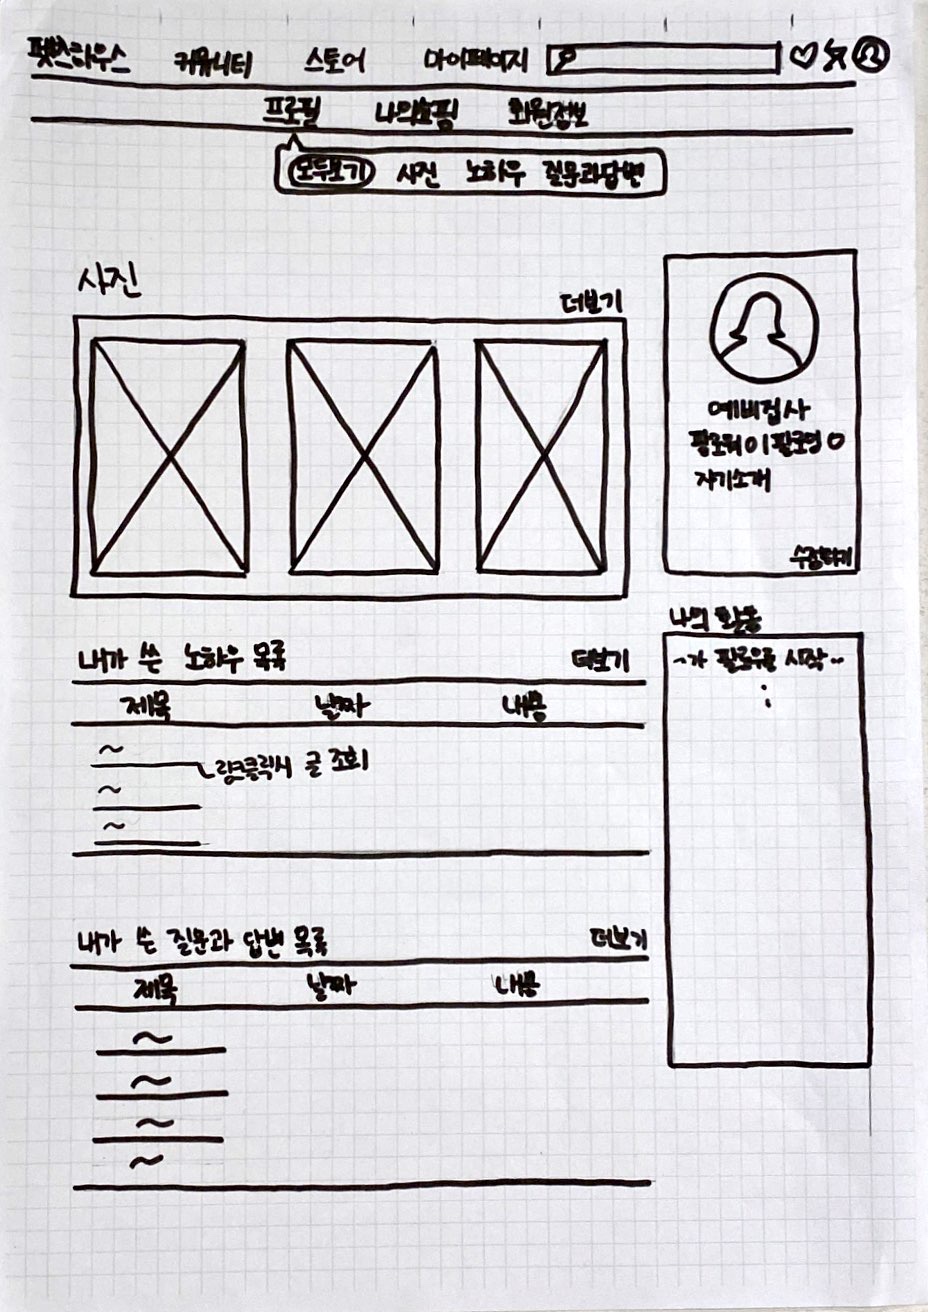 펫츠하우스 커뮤니티 스토어 마이페이지
프로필 나의쇼핑 회원정보
모두보기 사진 노하우 질문과답변
사진
더보기
예비집사
팔로워 0 | 팔로잉 0
자기소개
수정하기
내가 쓴 노하우 목록 더보기
제목 날짜 내용
~
링크클릭시 글 조회
~
~
나의 활동
~가 팔로우를 시작~
내가 쓴 질문과 답변 목록 더보기
제목 날짜 내용
~
~
~
~